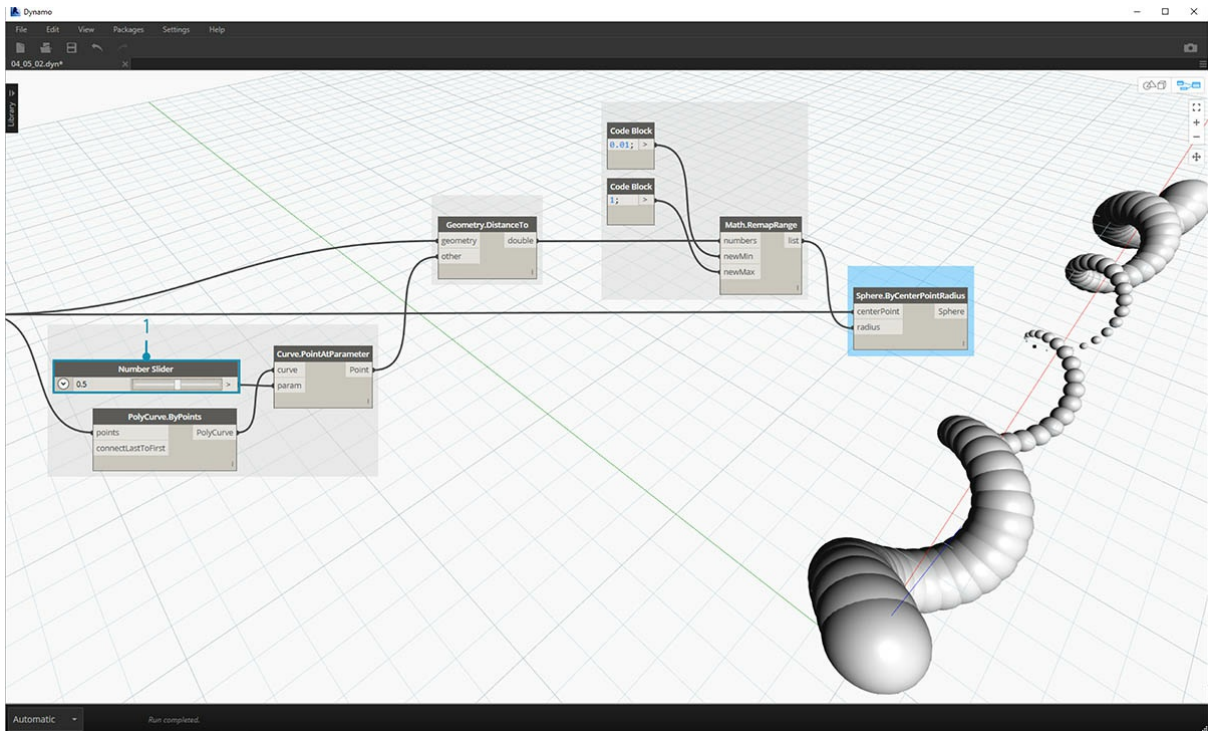 Dynamo
File Edit View Packages Settings Help
04_05_02.dyn*
Library
Code Block
0.01; >
Code Block
1; >
Geometry.DistanceTo
geometry double
other
Math.RemapRange
numbers list
newMin
newMax
Sphere.ByCenterPointRadius
centerPoint Sphere
radius
1
Number Slider
0.5 >
Curve.PointAtParameter
curve Point
param
PolyCurve.ByPoints
points PolyCurve
connectLastToFirst
Automatic Run completed.